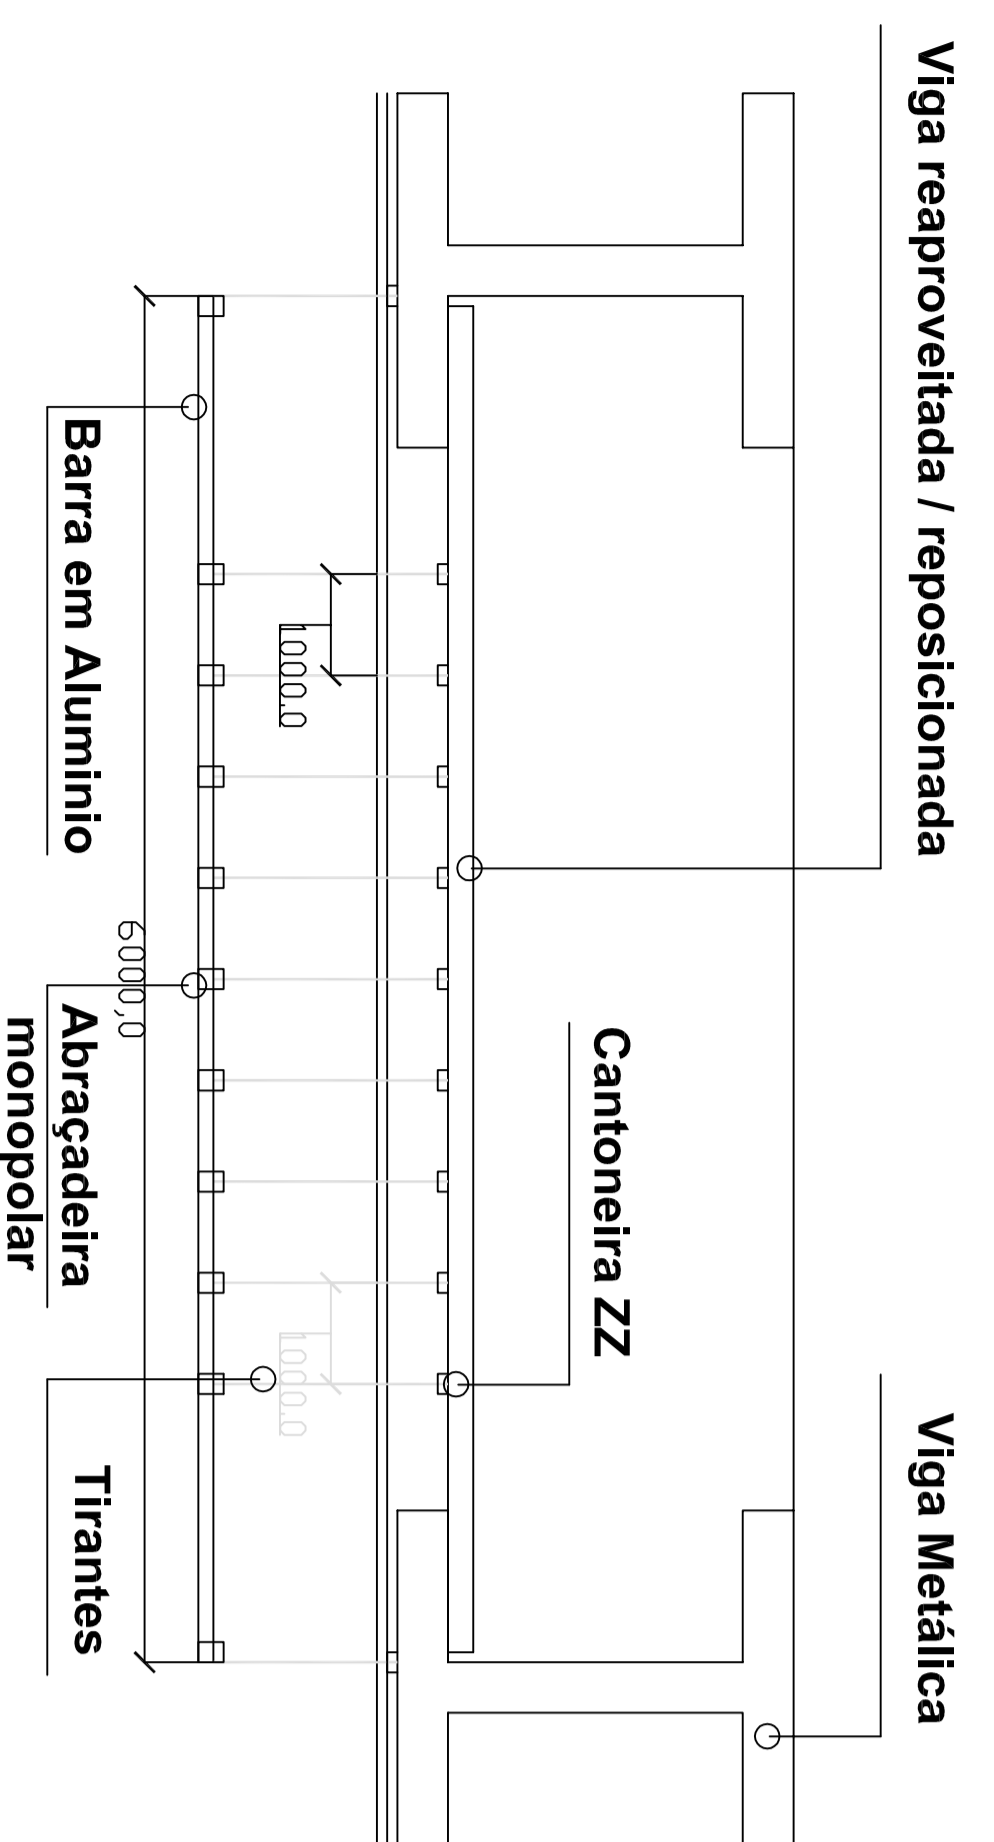 Viga reaproveitada / reposicionada
Viga Metálica
Cantoneira ZZ
1000.0
1000.0
6000,0
Barra em Aluminio
Abraçadeira
monopolar
Tirantes